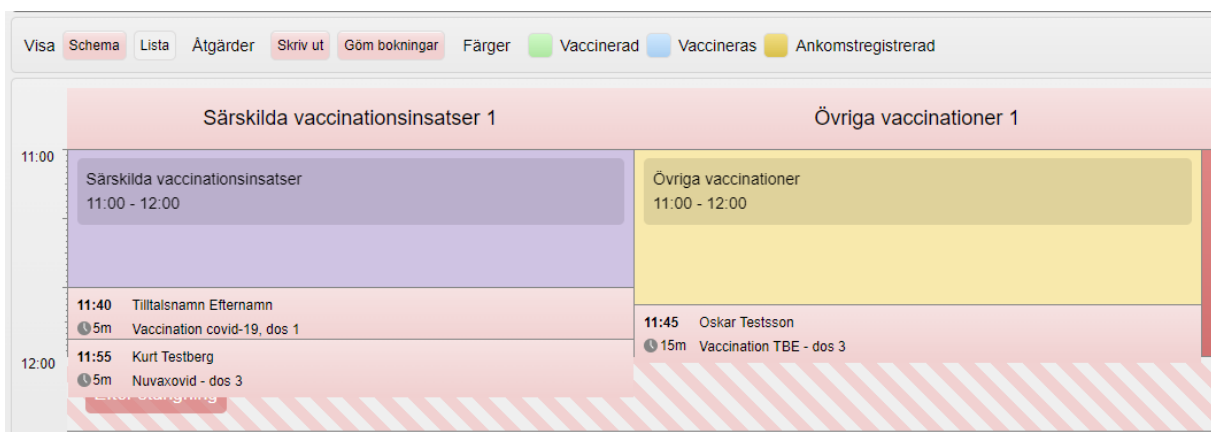 Visa Schema Lista Åtgärder Skriv ut Göm bokningar Färger Vaccinerad Vaccineras Ankomstregistrerad
Särskilda vaccinationsinsatser 1
Övriga vaccinationer 1
11:00
Särskilda vaccinationsinsatser
11:00 - 12:00
Övriga vaccinationer
11:00 - 12:00
11:40 Tilltalsnamn Efternamn
5m Vaccination covid-19, dos 1
11:45 Oskar Testsson
15m Vaccination TBE - dos 3
12:00
11:55 Kurt Testberg
5m Nuvaxovid - dos 3
Efter stängning